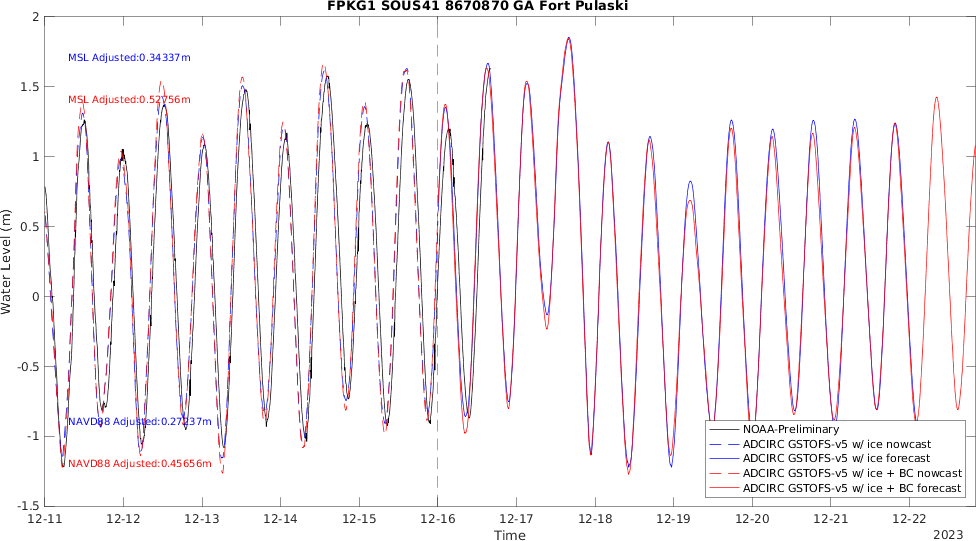 FPKG1 SOUS41 8670870 GA Fort Pulaski
Water Level (m)
2
1.5
1
0.5
0
-0.5
-1
-1.5
MSL Adjusted:0.34337m
MSL Adjusted:0.52756m
NAVD88 Adjusted:0.27237m
NAVD88 Adjusted:0.45656m
NOAA-Preliminary
ADCIRC GSTOFS-v5 w/ ice nowcast
ADCIRC GSTOFS-v5 w/ ice forecast
ADCIRC GSTOFS-v5 w/ ice + BC nowcast
ADCIRC GSTOFS-v5 w/ ice + BC forecast
12-11 12-12 12-13 12-14 12-15 12-16 12-17 12-18 12-19 12-20 12-21 12-22
Time
2023